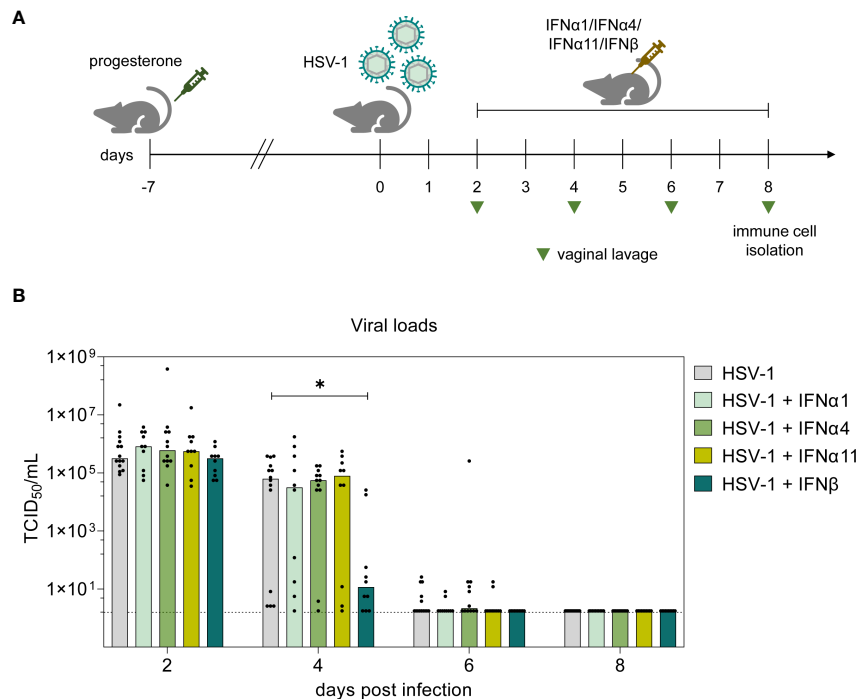 A
progesterone
HSV-1
IFNα1/IFNα4/
IFNα11/IFNβ
days
-7 0 1 2 3 4 5 6 7 8
vaginal lavage
immune cell
isolation
B
Viral loads
1×10⁹
1×10⁷
1×10⁵
1×10³
1×10¹
TCID₅₀/mL
*
2 4 6 8
days post infection
HSV-1
HSV-1 + IFNα1
HSV-1 + IFNα4
HSV-1 + IFNα11
HSV-1 + IFNβ